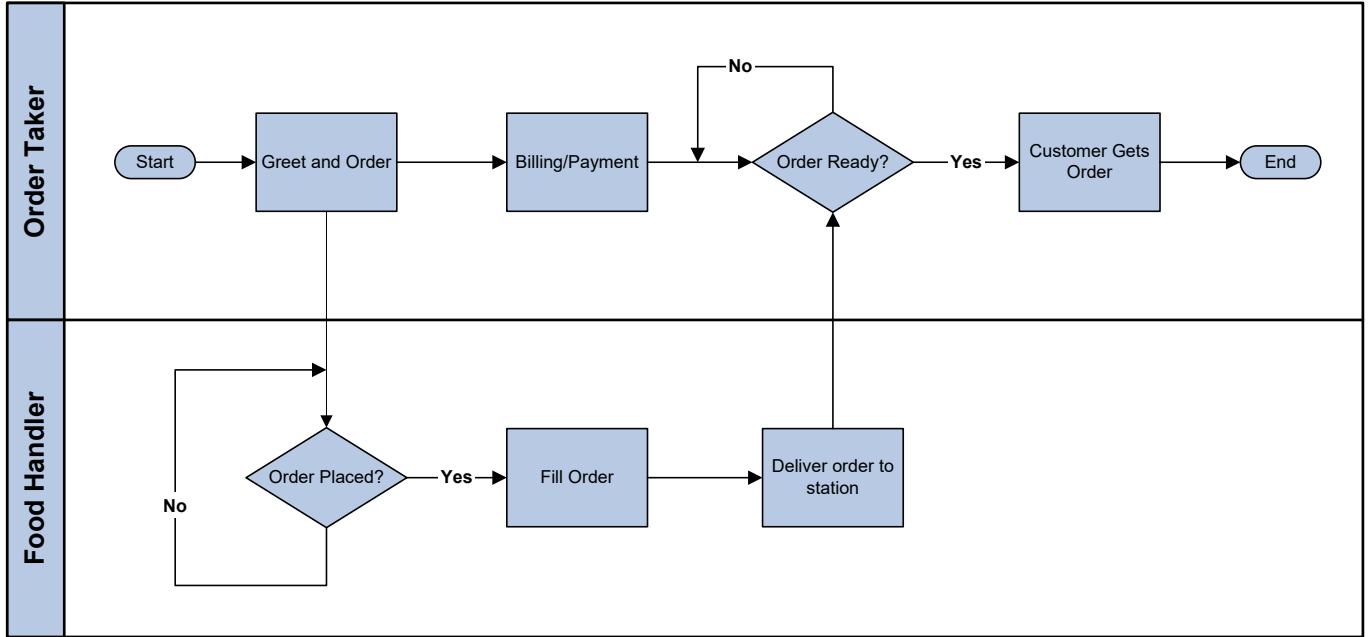 Order Taker
Start
Greet and Order
Billing/Payment
No
Order Ready?
Yes
Customer Gets
Order
End
Food Handler
No
Order Placed?
Yes
Fill Order
Deliver order to
station